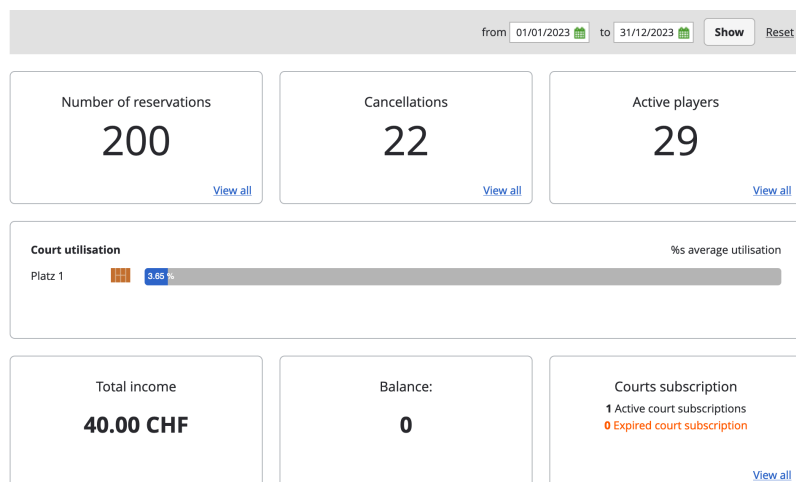 from 01/01/2023 to 31/12/2023 Show Reset
Number of reservations
200
View all
Cancellations
22
View all
Active players
29
View all
Court utilisation
%s average utilisation
Platz 1
3.65 %
Total income
40.00 CHF
Balance:
0
Courts subscription
1 Active court subscriptions
0 Expired court subscription
View all